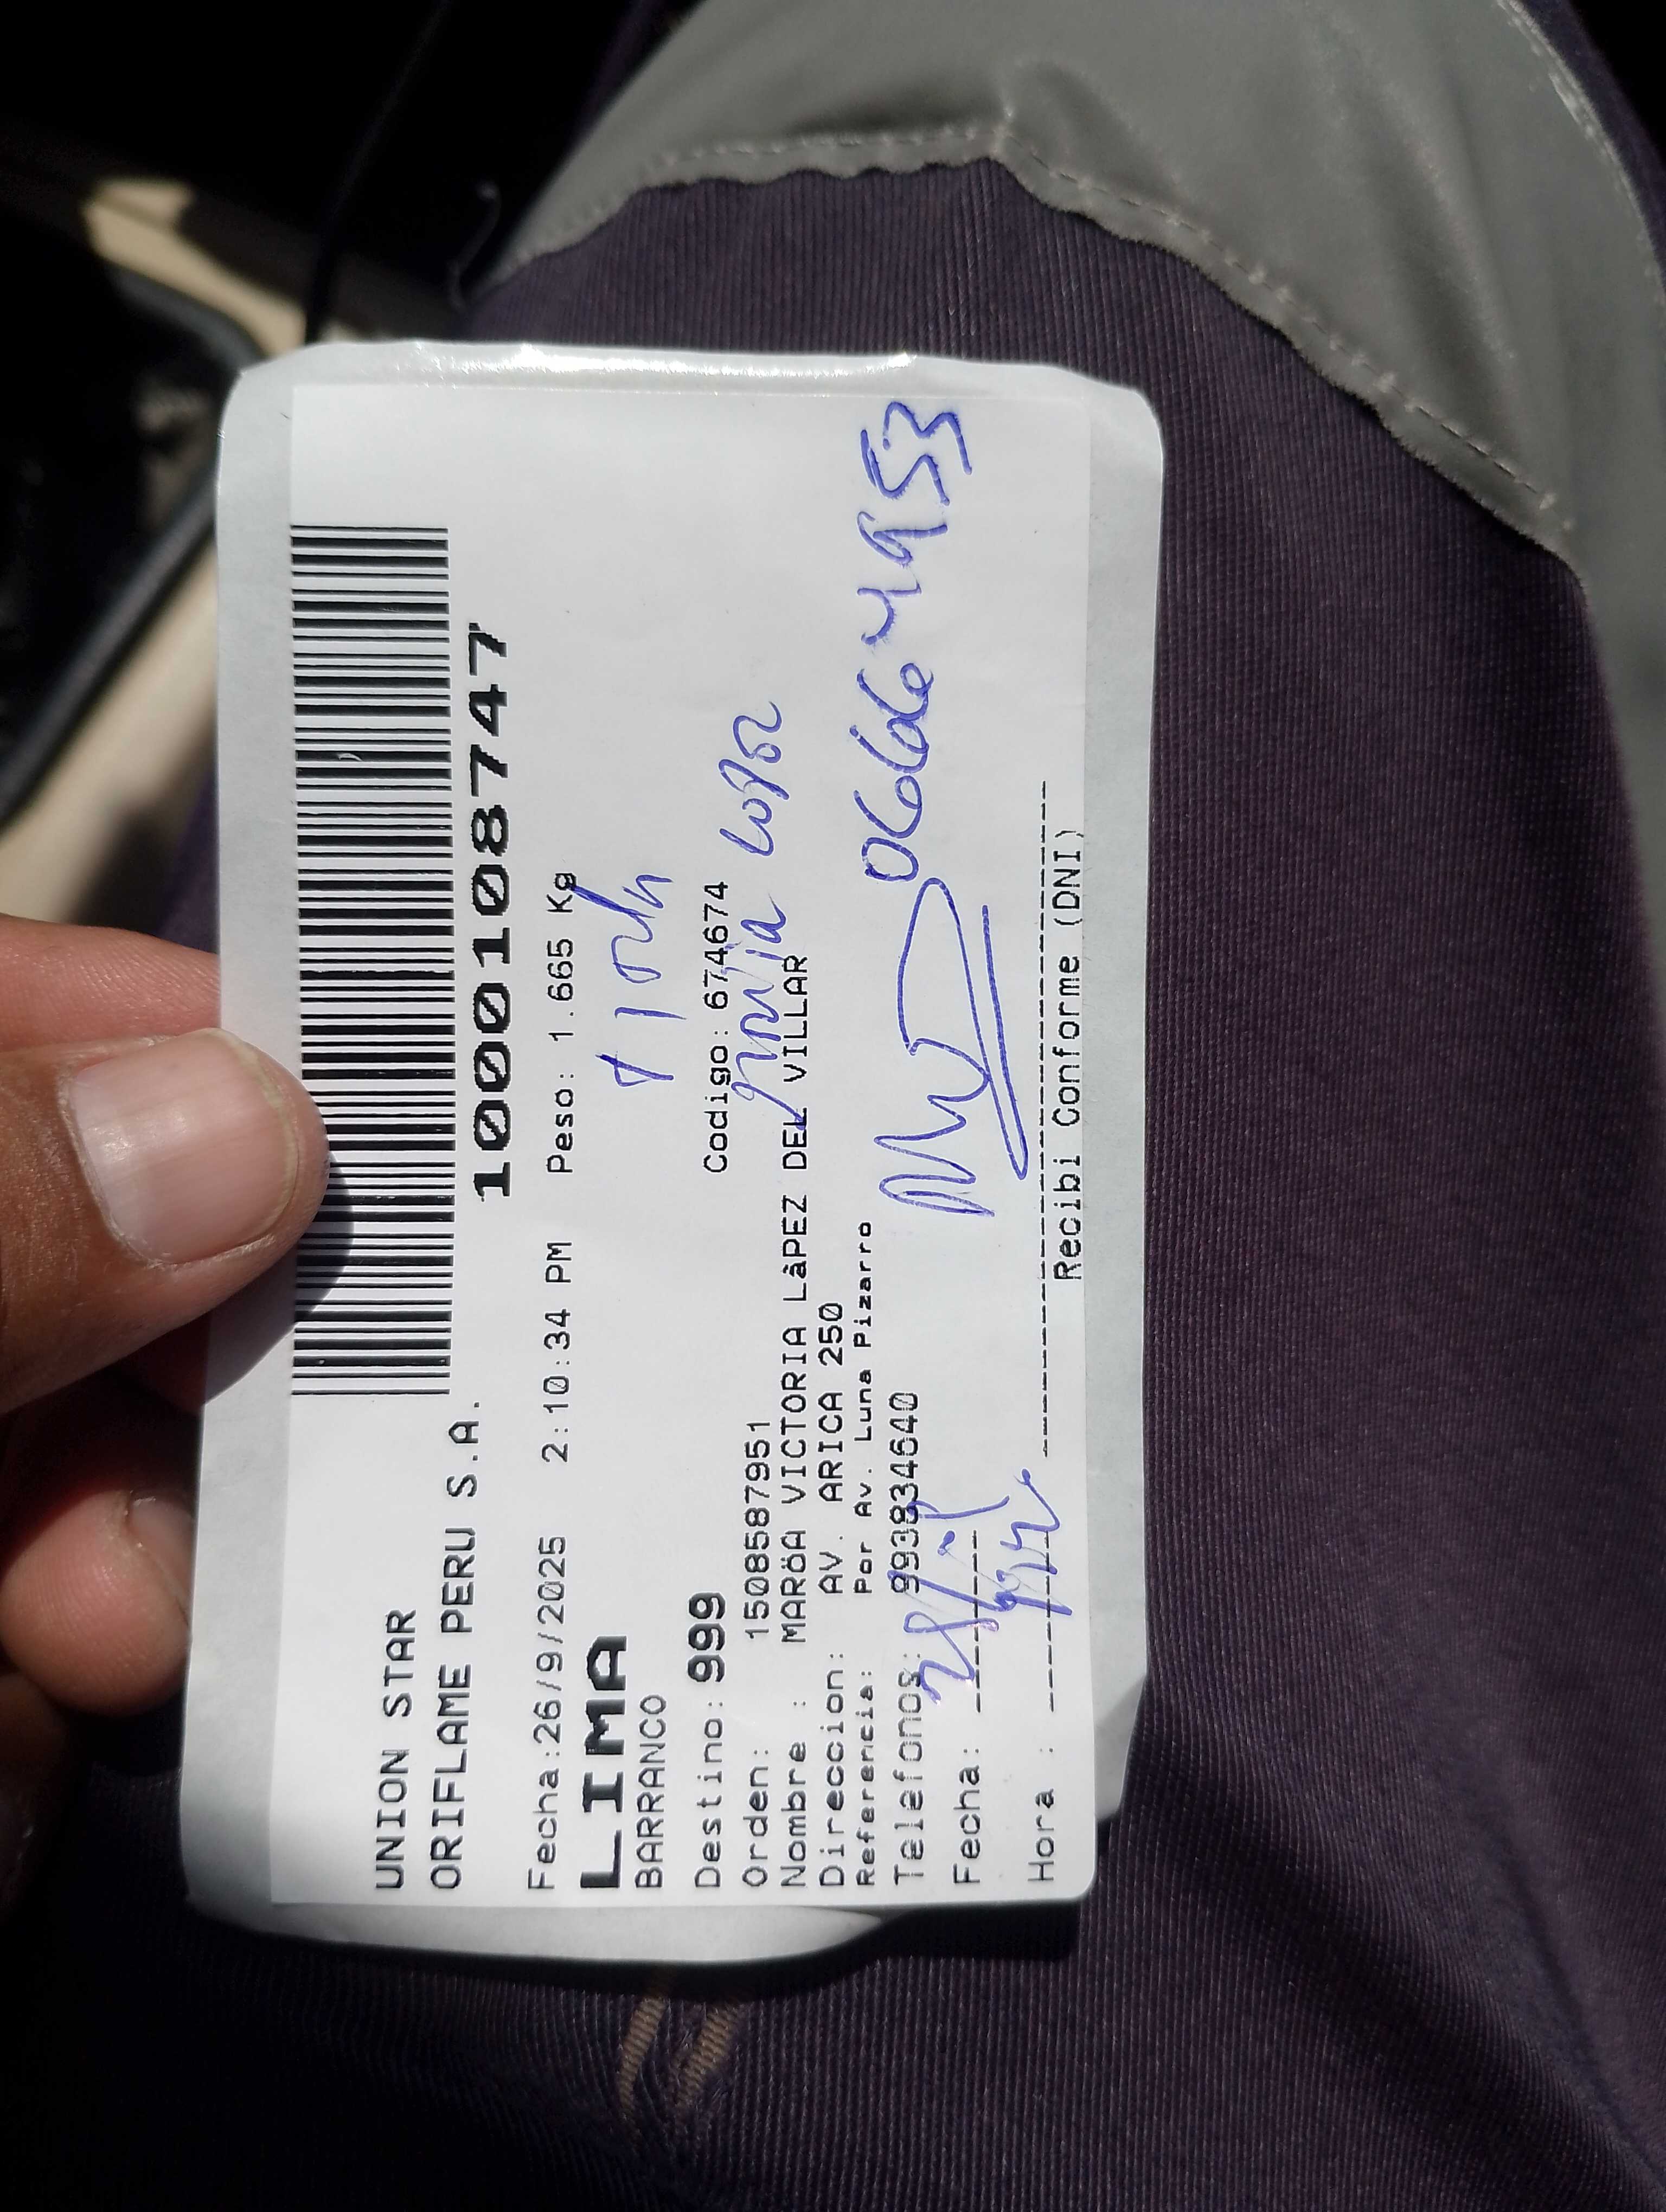 UNION STAR
ORIFLAME PERU S.A.
10001087747
Fecha:26/9/2025 2:10:34 PM Peso: 1.665 Kg
LIMA
BARRANCO
Destino: 999
Codigo: 674674
Orden: 1508587951
Nombre : MARöA VICTORIA LàPEZ DEL VILLAR
Direccion: AV. ARICA 250
Referencia: Por Av. Luna Pizarro
Telefonos: 993834640
Fecha:
Hora :
Recibi Conforme (DNI)